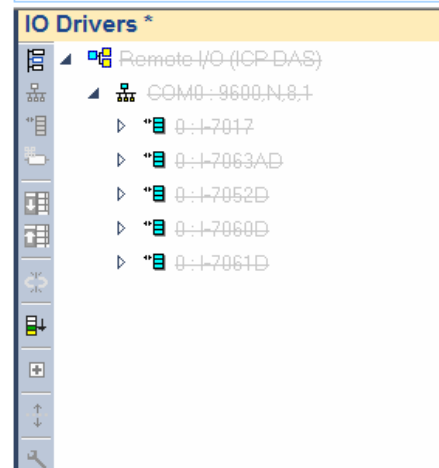 IO Drivers *
Remote I/O (ICP DAS)
COM0 : 9600,N,8,1
0 : I-7017
0 : I-7063AD
0 : I-7052D
0 : I-7060D
0 : I-7061D